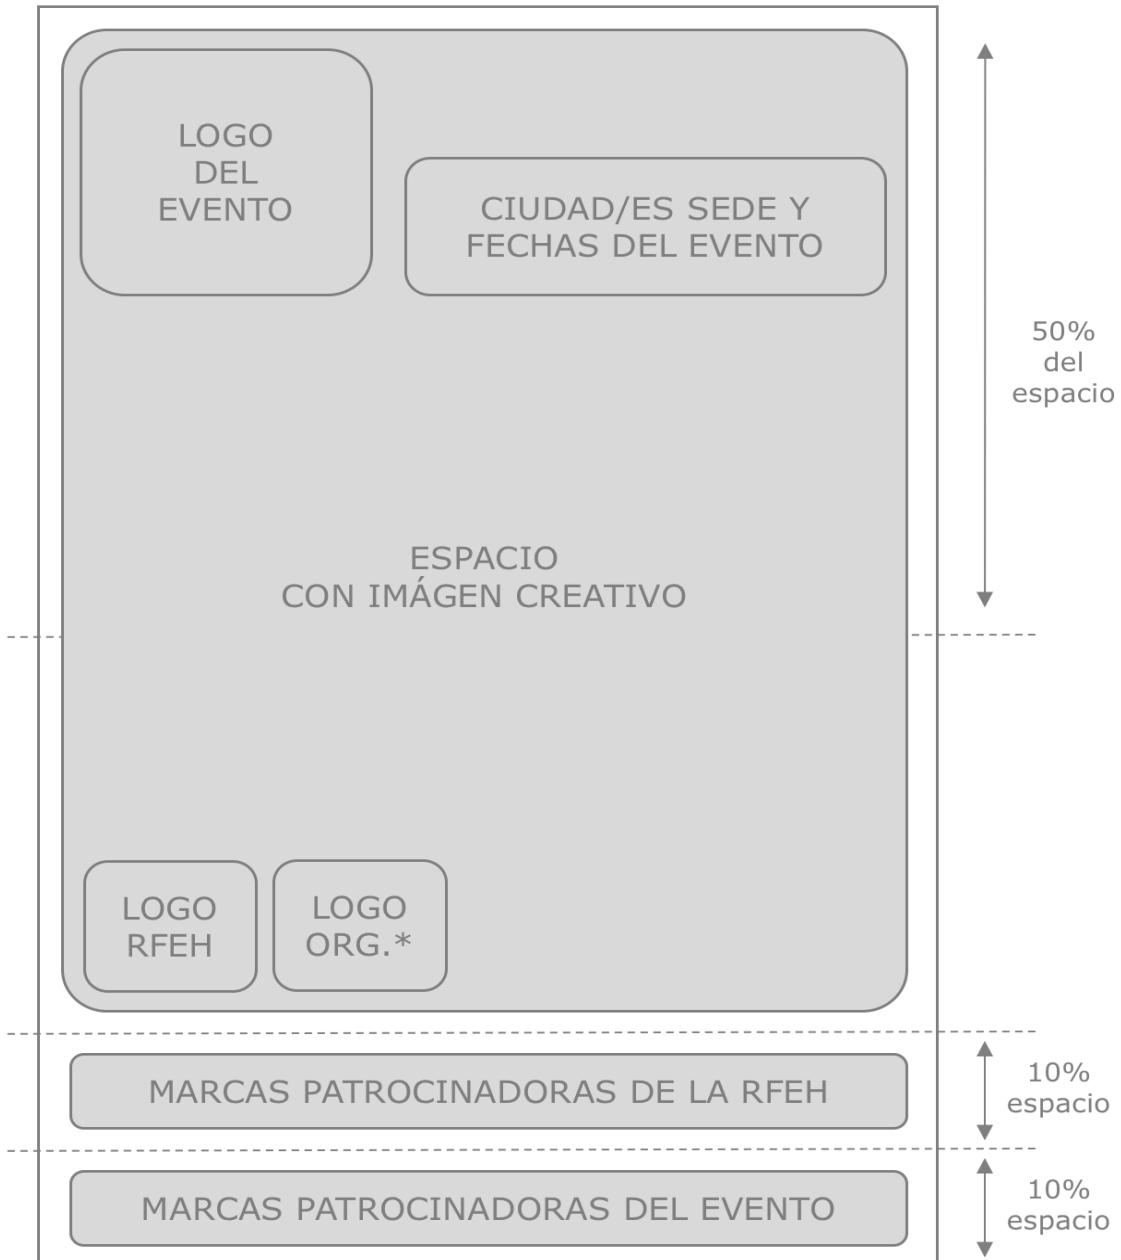 LOGO
DEL
EVENTO
CIUDAD/ES SEDE Y
FECHAS DEL EVENTO
50%
del
espacio
ESPACIO
CON IMÁGEN CREATIVO
LOGO
RFEH
LOGO
ORG.*
MARCAS PATROCINADORAS DE LA RFEH
10%
espacio
MARCAS PATROCINADORAS DEL EVENTO
10%
espacio